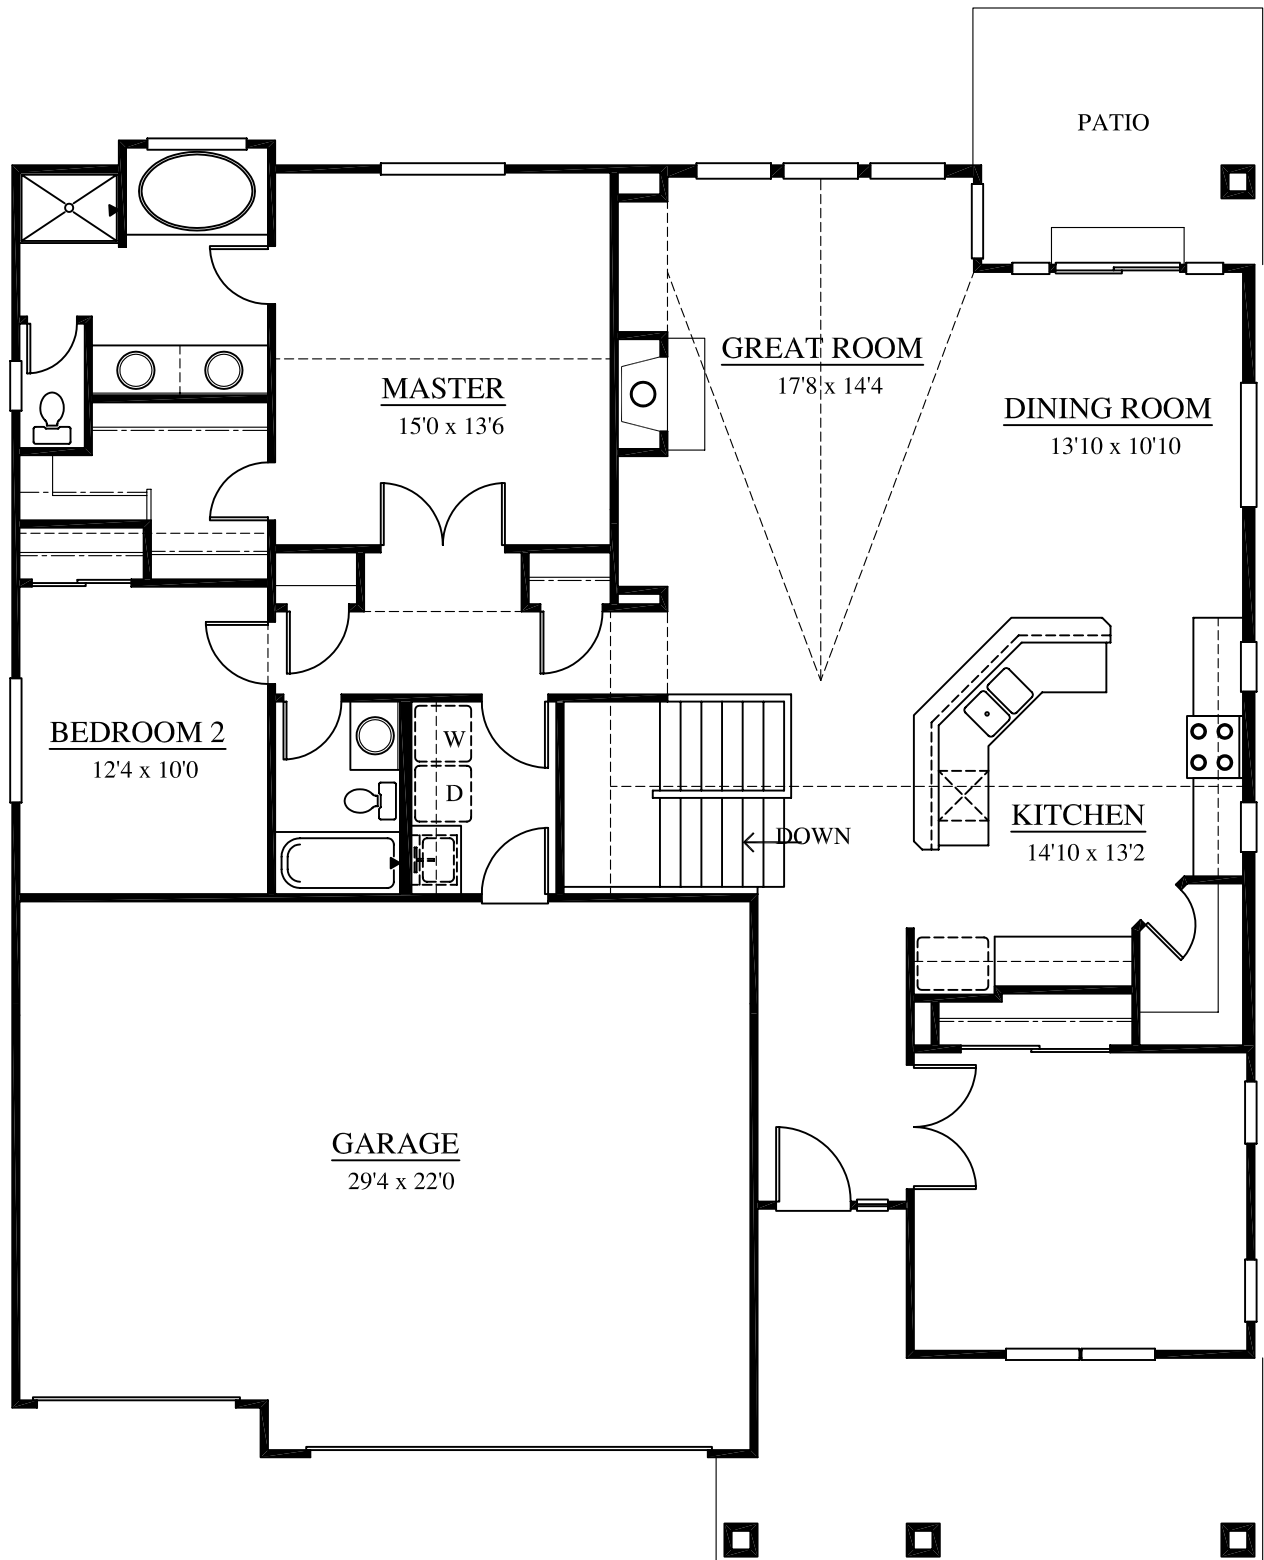 PATIO
GREAT ROOM
17'8 x 14'4
MASTER
15'0 x 13'6
DINING ROOM
13'10 x 10'10
BEDROOM 2
12'4 x 10'0
W
D
DOWN
KITCHEN
14'10 x 13'2
GARAGE
29'4 x 22'0